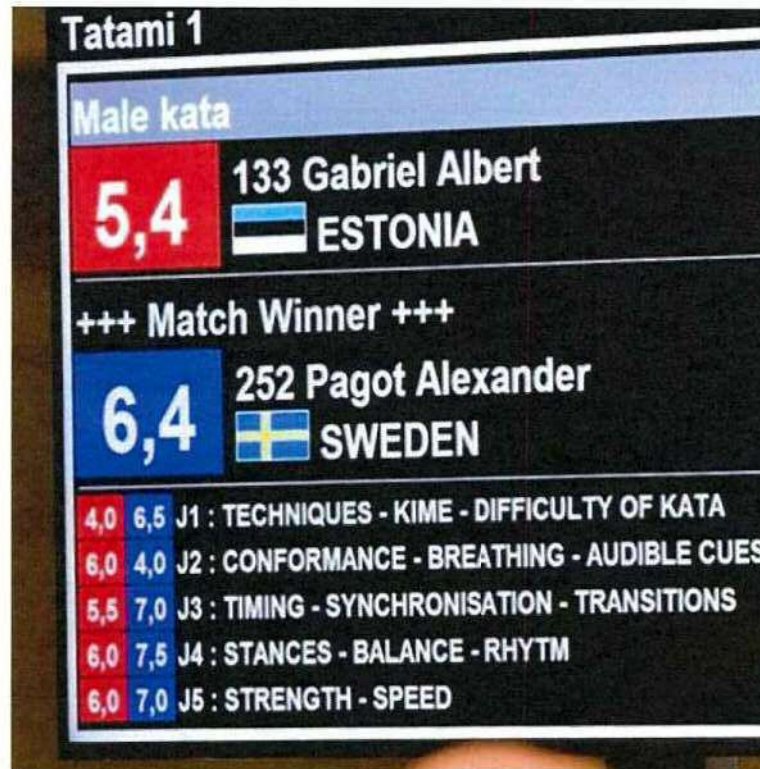 Tatami 1
Male kata
5,4
133 Gabriel Albert
ESTONIA
+++ Match Winner +++
6,4
252 Pagot Alexander
SWEDEN
4,0 6,5 J1 : TECHNIQUES - KIME - DIFFICULTY OF KATA
6,0 4,0 J2 : CONFORMANCE - BREATHING - AUDIBLE CUES
5,5 7,0 J3 : TIMING - SYNCHRONISATION - TRANSITIONS
6,0 7,5 J4 : STANCES - BALANCE - RHYTM
6,0 7,0 J5 : STRENGTH - SPEED